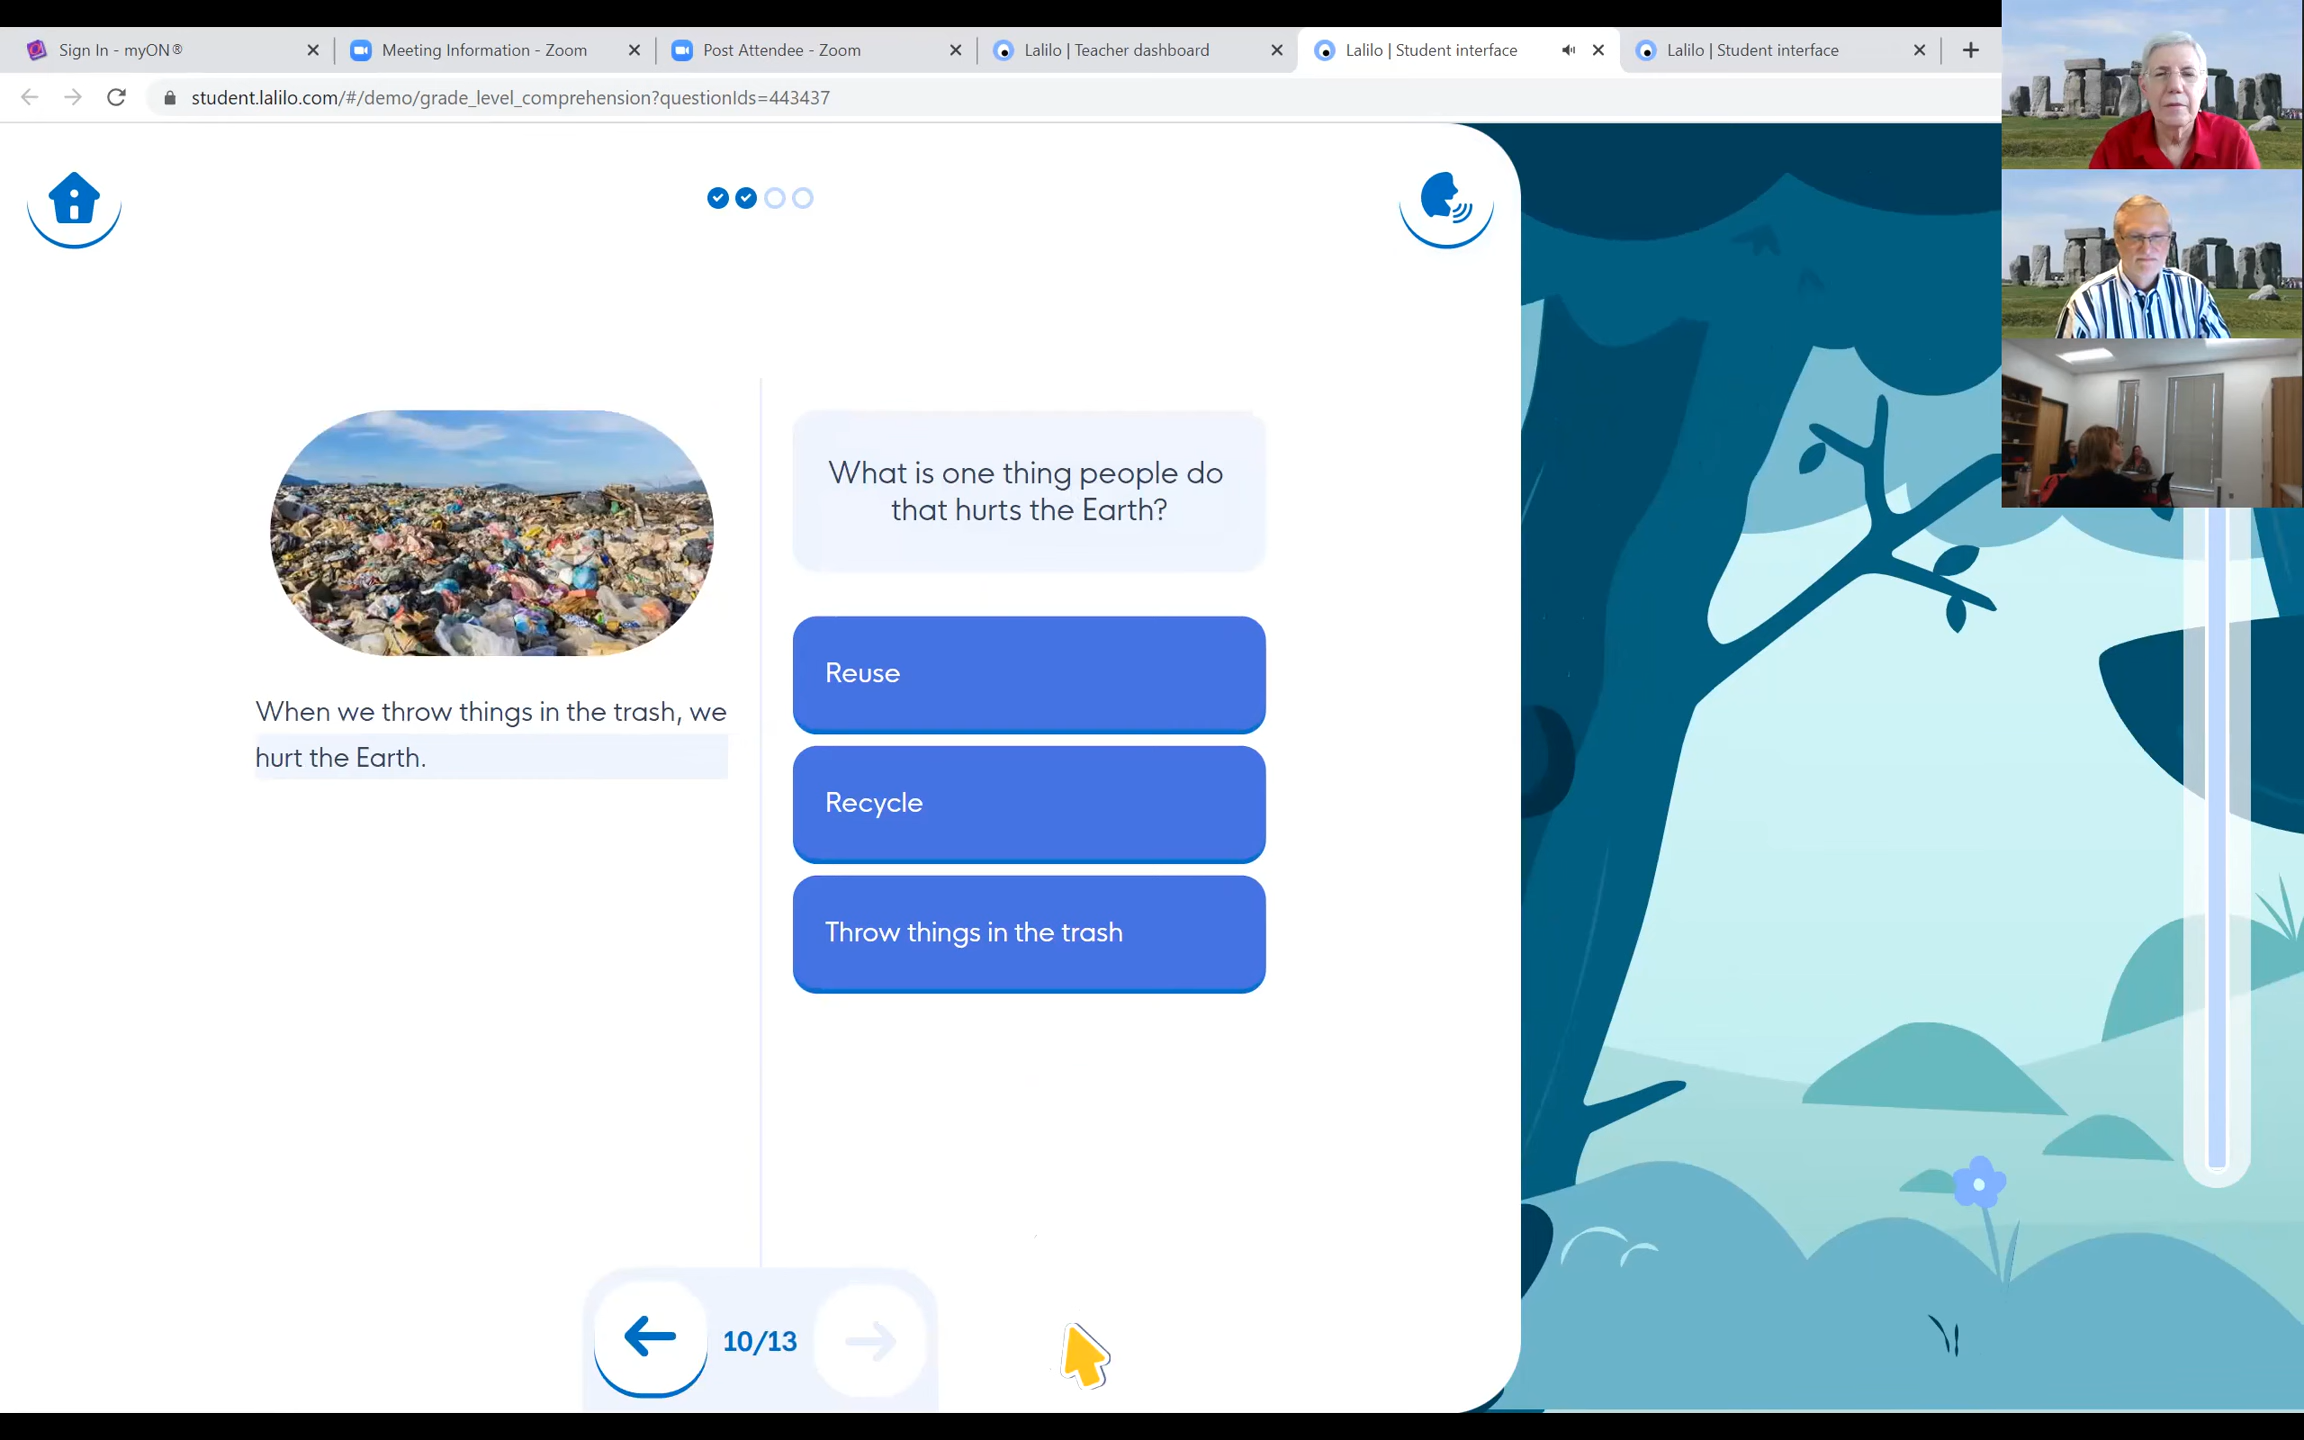 Sign In - myON®
Meeting Information - Zoom
Post Attendee - Zoom
Lalilo | Teacher dashboard
Lalilo | Student interface
Lalilo | Student interface
student.lalilo.com/#/demo/grade_level_comprehension?questionIds=443437
When we throw things in the trash, we
hurt the Earth.
What is one thing people do
that hurts the Earth?
Reuse
Recycle
Throw things in the trash
10/13